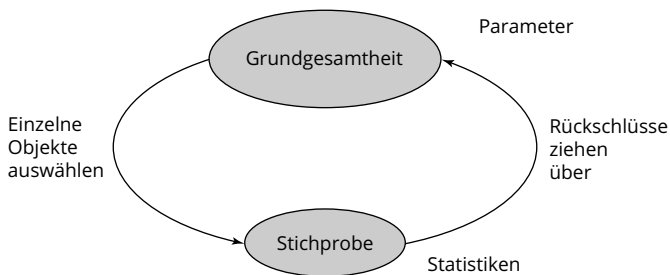 Parameter
Grundgesamtheit
Einzelne
Objekte
auswählen
Rückschlüsse
ziehen
über
Stichprobe
Statistiken